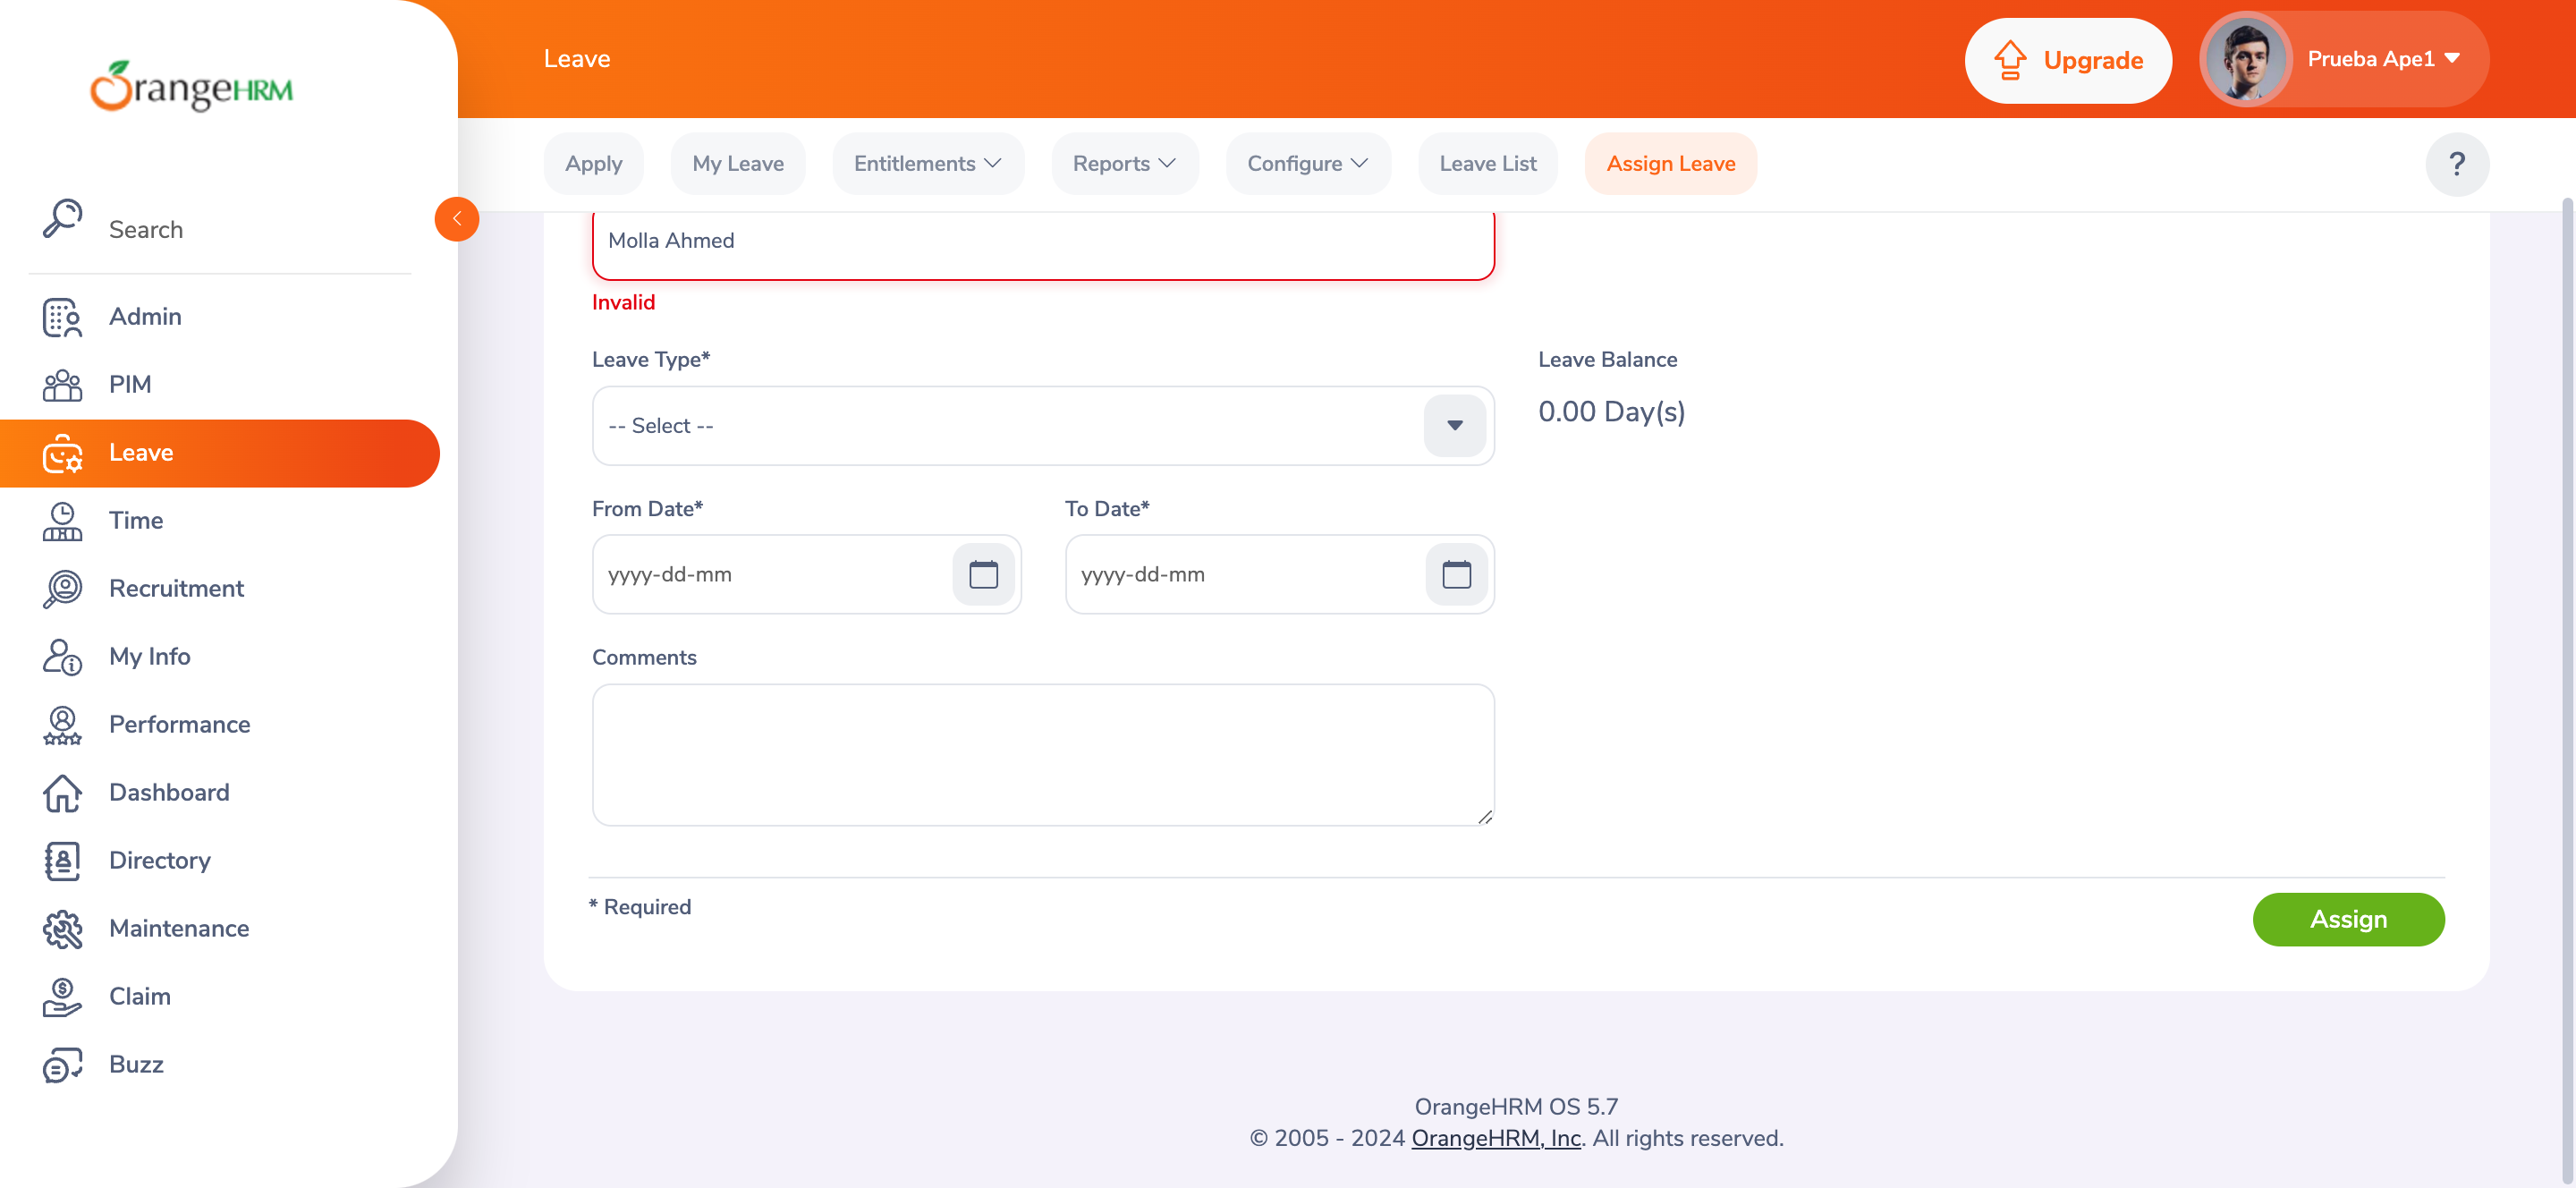 OrangeHRM
Leave
Upgrade
Prueba Ape1
Apply
My Leave
Entitlements
Reports
Configure
Leave List
Assign Leave
?
Search
Admin
PIM
Leave
Time
Recruitment
My Info
Performance
Dashboard
Directory
Maintenance
Claim
Buzz
Molla Ahmed
Invalid
Leave Type*
Leave Balance
-- Select --
0.00 Day(s)
From Date*
To Date*
yyyy-dd-mm
yyyy-dd-mm
Comments
* Required
Assign
OrangeHRM OS 5.7
© 2005 - 2024 OrangeHRM, Inc. All rights reserved.